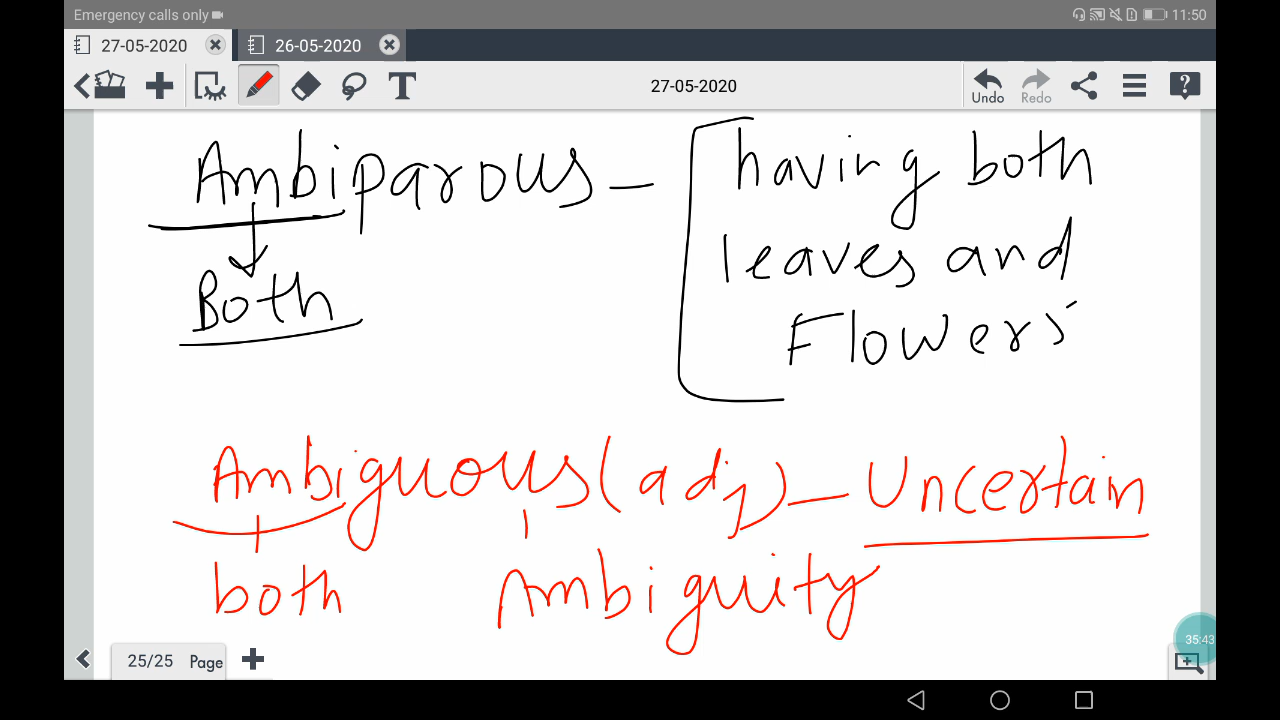 Emergency calls only 11:50
27-05-2020 26-05-2020
27-05-2020 Undo Redo
Ambiparous - having both
leaves and
Flowers
Both
Ambiguous (adj) - Uncertain
both Ambiguity
35:43
25/25 Page